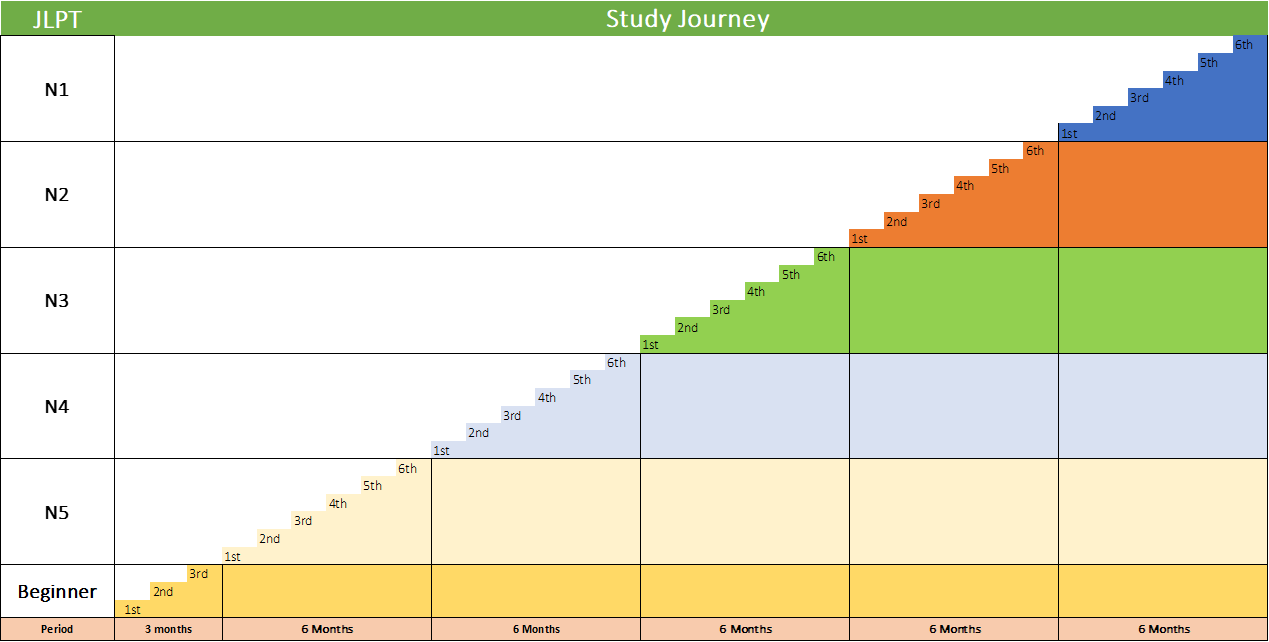 JLPT Study Journey
N1
6th
5th
4th
3rd
2nd
1st
N2
6th
5th
4th
3rd
2nd
1st
N3
6th
5th
4th
3rd
2nd
1st
N4
6th
5th
4th
3rd
2nd
1st
N5
6th
5th
4th
3rd
2nd
1st
Beginner
3rd
2nd
1st
Period 3 months 6 Months 6 Months 6 Months 6 Months 6 Months